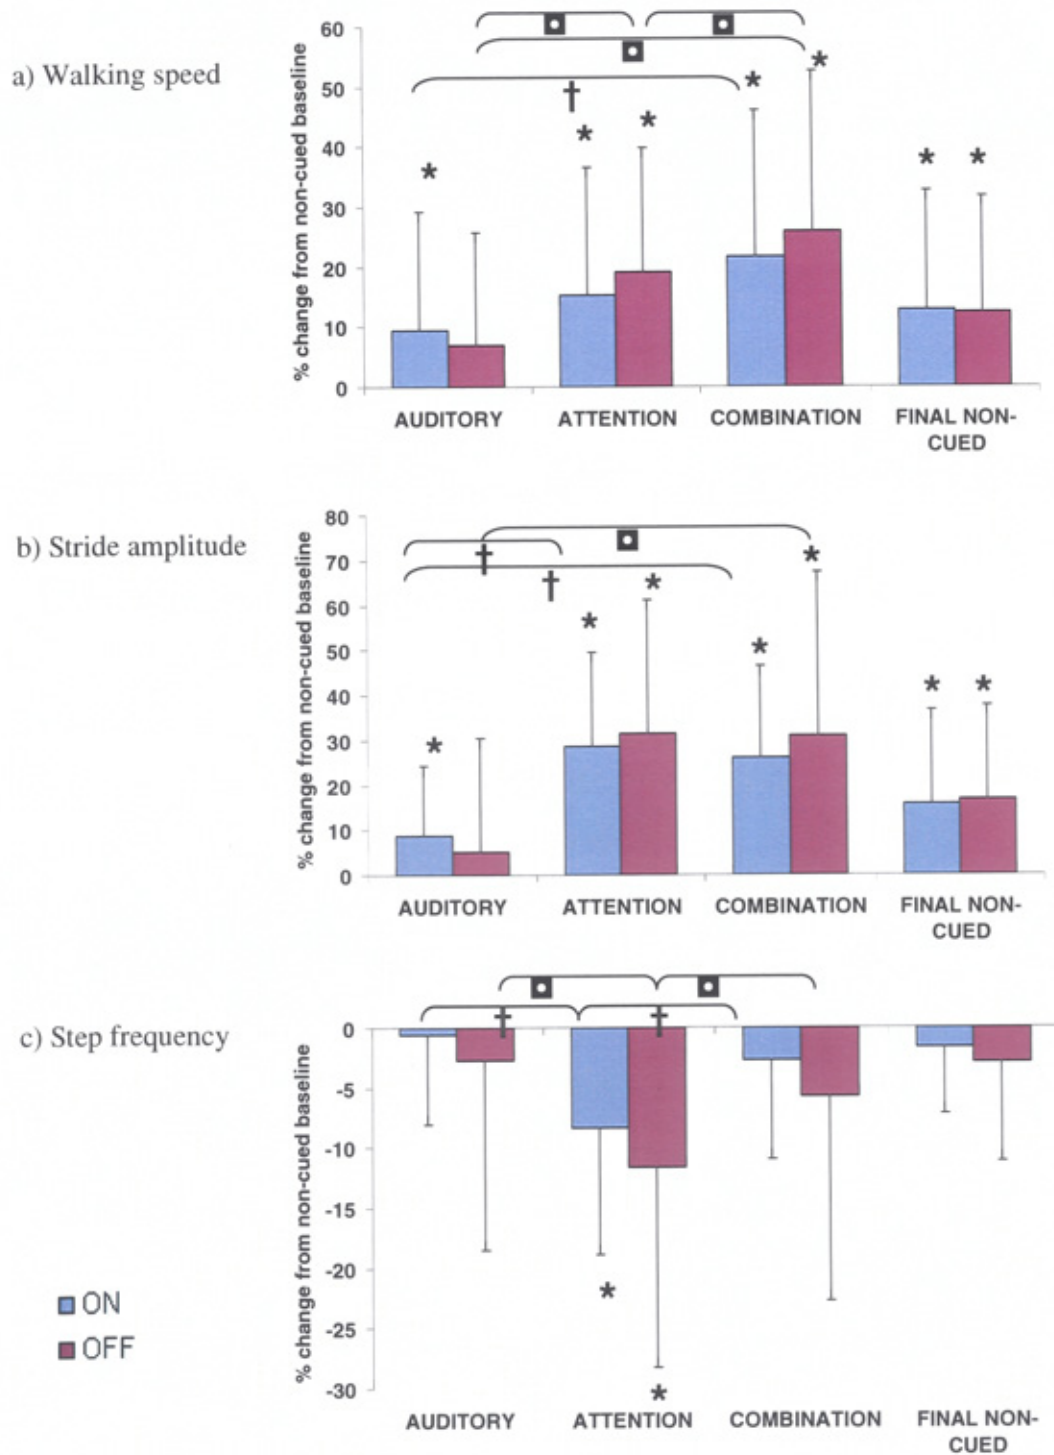 a) Walking speed
% change from non-cued baseline
60
50
40
30
20
10
0
†
*
*
*
*
*
*
*
AUDITORY
ATTENTION
COMBINATION
FINAL NON-
CUED
b) Stride amplitude
% change from non-cued baseline
80
70
60
50
40
30
20
10
0
†
†
*
*
*
*
*
*
*
AUDITORY
ATTENTION
COMBINATION
FINAL NON-
CUED
c) Step frequency
% change from non-cued baseline
0
-5
-10
-15
-20
-25
-30
†
†
*
*
AUDITORY
ATTENTION
COMBINATION
FINAL NON-
CUED
ON
OFF